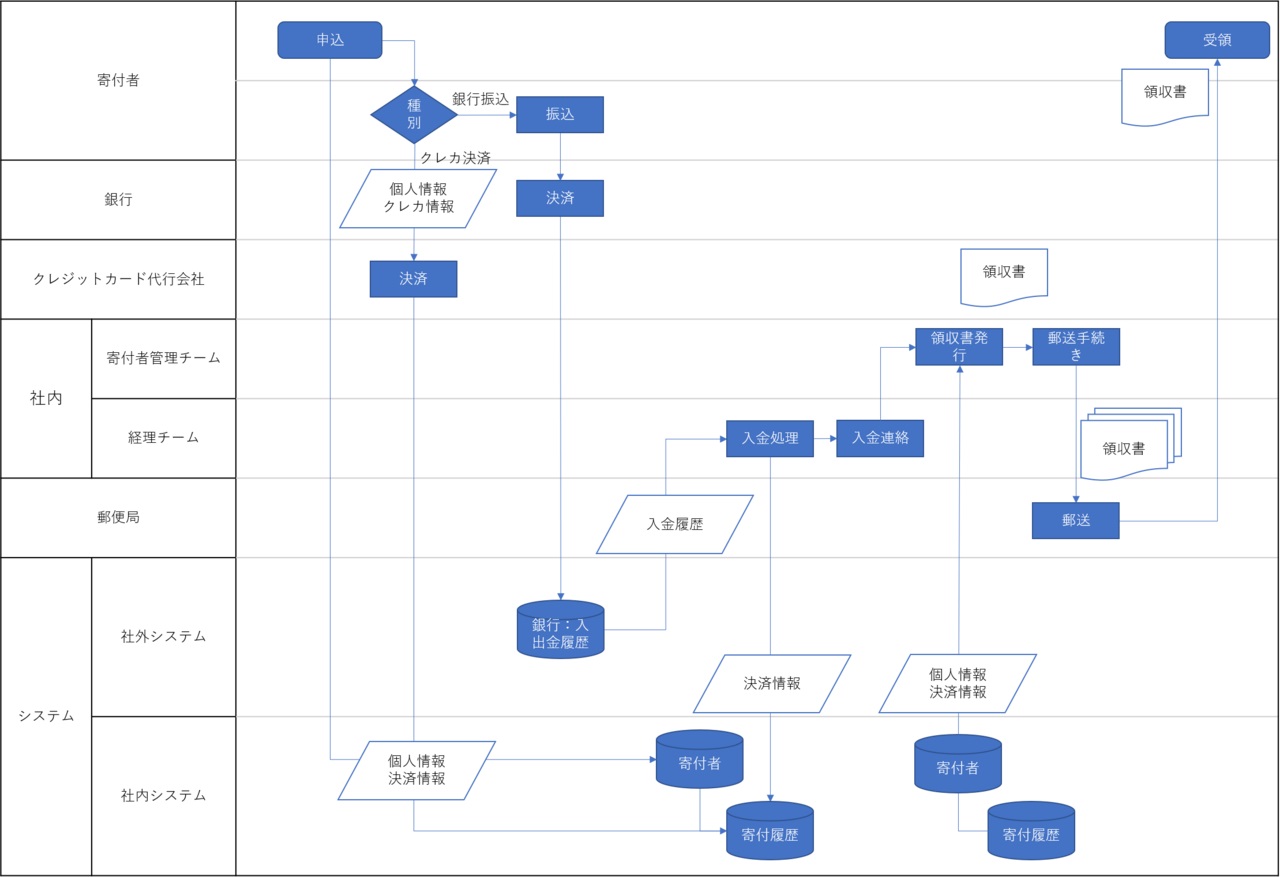 寄付者
申込
受領
領収書
種
別
銀行振込
振込
クレカ決済
銀行
個人情報
クレカ情報
決済
クレジットカード代行会社
決済
領収書
社内
寄付者管理チーム
領収書発
行
郵送手続
き
経理チーム
入金処理
入金連絡
領収書
郵便局
入金履歴
郵送
システム
社外システム
銀行：入
出金履歴
決済情報
個人情報
決済情報
社内システム
個人情報
決済情報
寄付者
寄付履歴
寄付者
寄付履歴